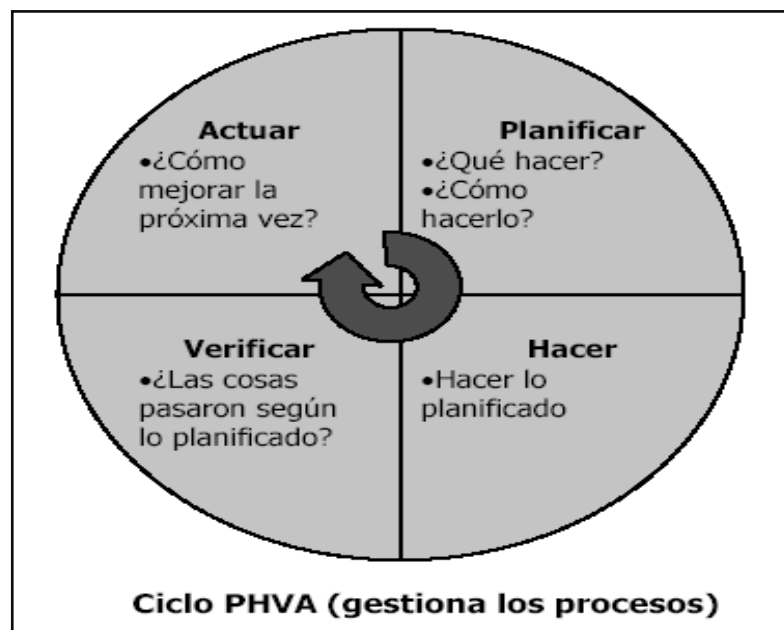 Actuar
•¿Cómo
mejorar la
próxima vez?
Planificar
•¿Qué hacer?
•¿Cómo
hacerlo?
Verificar
•¿Las cosas
pasaron según
lo planificado?
Hacer
•Hacer lo
planificado
Ciclo PHVA (gestiona los procesos)